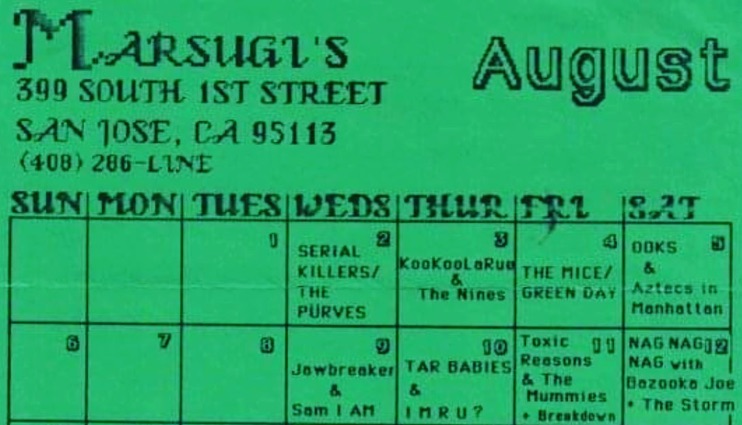 MARSUGI'S
August
399 SOUTH 1ST STREET
SAN JOSE, CA 95113
(408) 286-LINE
SUN MON TUES WEDS THUR FRI SAT
1
2
SERIAL
KILLERS/
THE
PURVES
3
KooKooLaRue
&
The Nines
4
THE MICE/
GREEN DAY
5
OOKS
&
Aztecs in
Manhattan
6
7
8
9
Jawbreaker
&
Sam I AM
10
TAR BABIES
&
I M R U ?
Toxic 11
Reasons
& The
Mummies
+ Breakdown
NAG NAG 12
NAG with
Bazooka Joe
+ The Storm